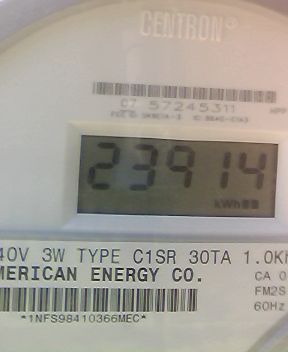 CENTRON®
07 57245311
23914
kWh
40V 3W TYPE C1SR 30TA 1.0Kh
MERICAN ENERGY CO.
CA 0
FM2S
60Hz
*1NFS98410366MEC*